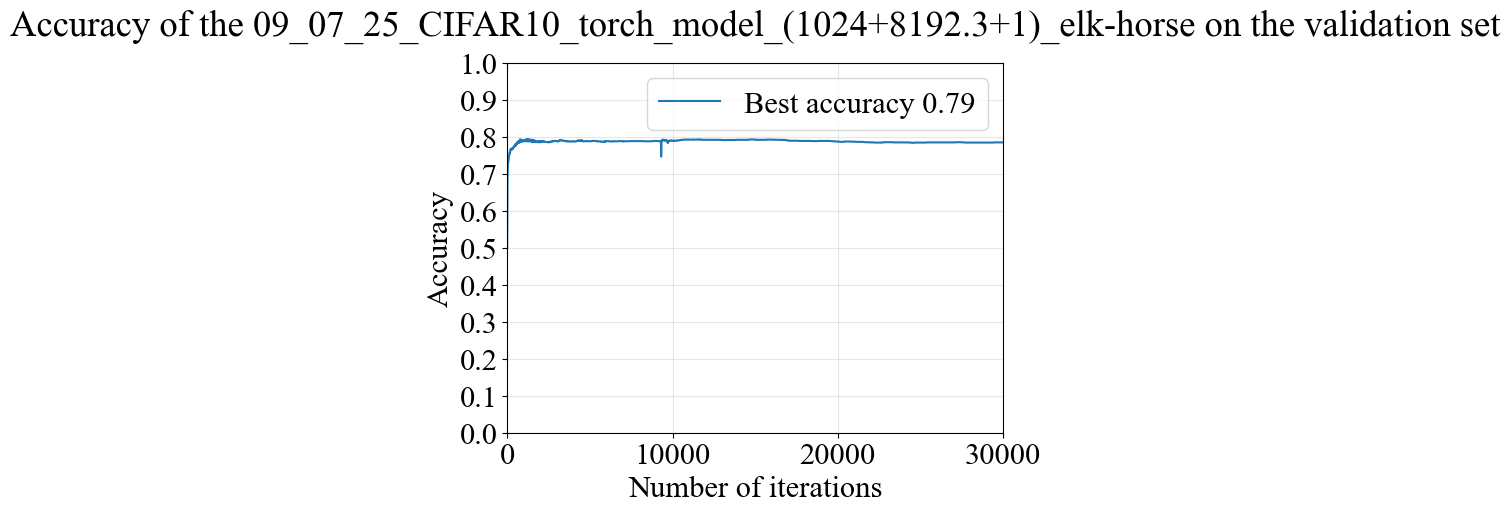 Accuracy of the 09_07_25_CIFAR10_torch_model_(1024+8192.3+1)_elk-horse on the validation set
1.0
0.9
0.8
0.7
0.6
0.5
0.4
0.3
0.2
0.1
0.0
Accuracy
Best accuracy 0.79
0 10000 20000 30000
Number of iterations